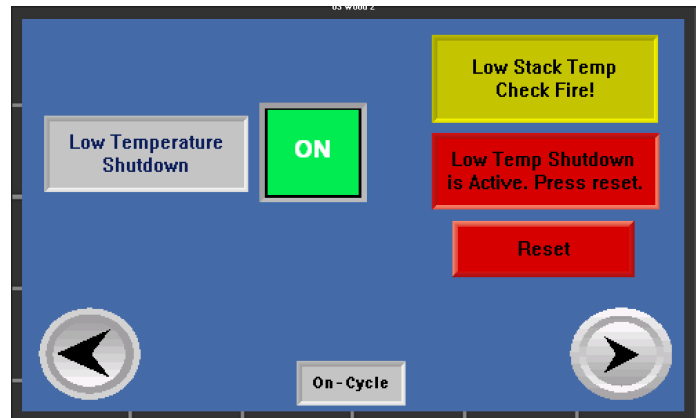 Low Stack Temp
Check Fire!
Low Temperature
Shutdown
ON
Low Temp Shutdown
is Active. Press reset.
Reset
On-Cycle